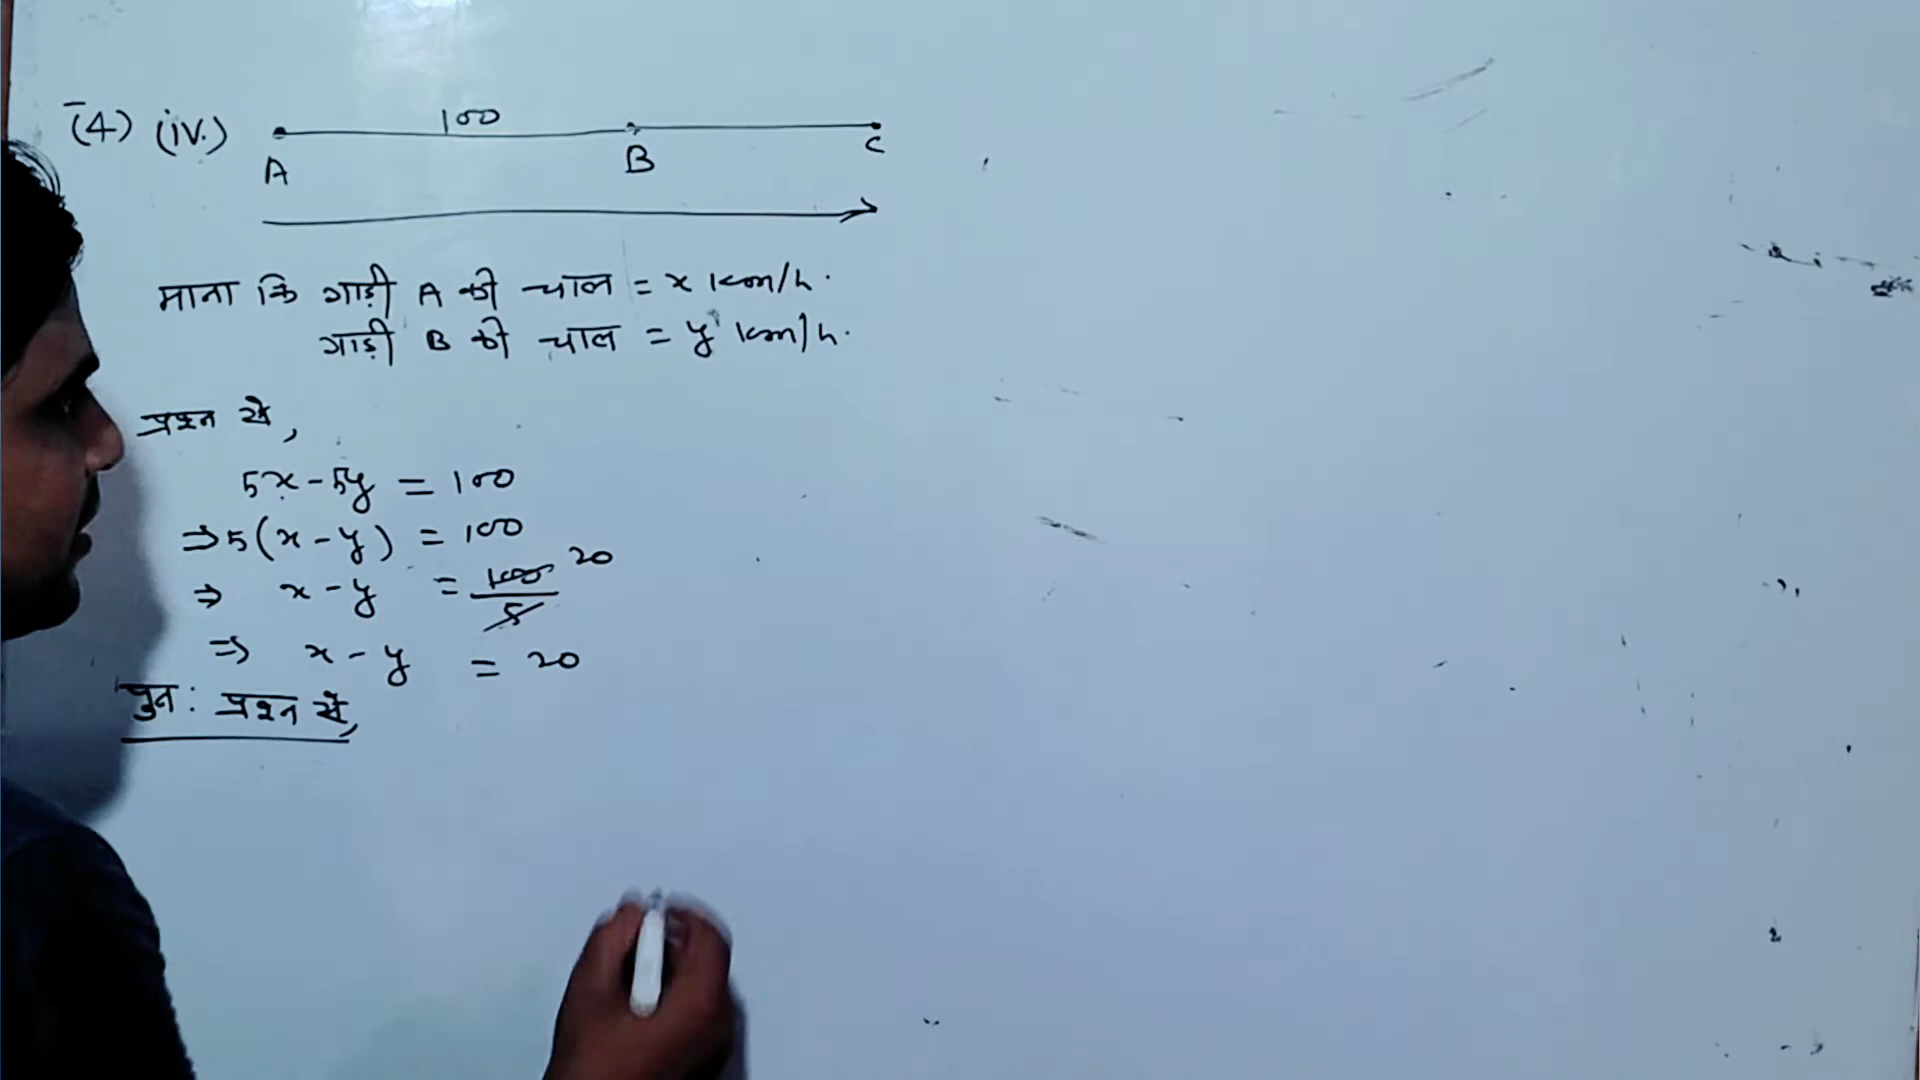 (4) (iv.)
100
A B C
माना कि गाड़ी A की चाल = x km/h.
गाड़ी B की चाल = y km/h.
प्रश्न से,
5x - 5y = 100
⇒ 5(x - y) = 100
⇒ x - y = 100/5 20
⇒ x - y = 20
पुन: प्रश्न से,